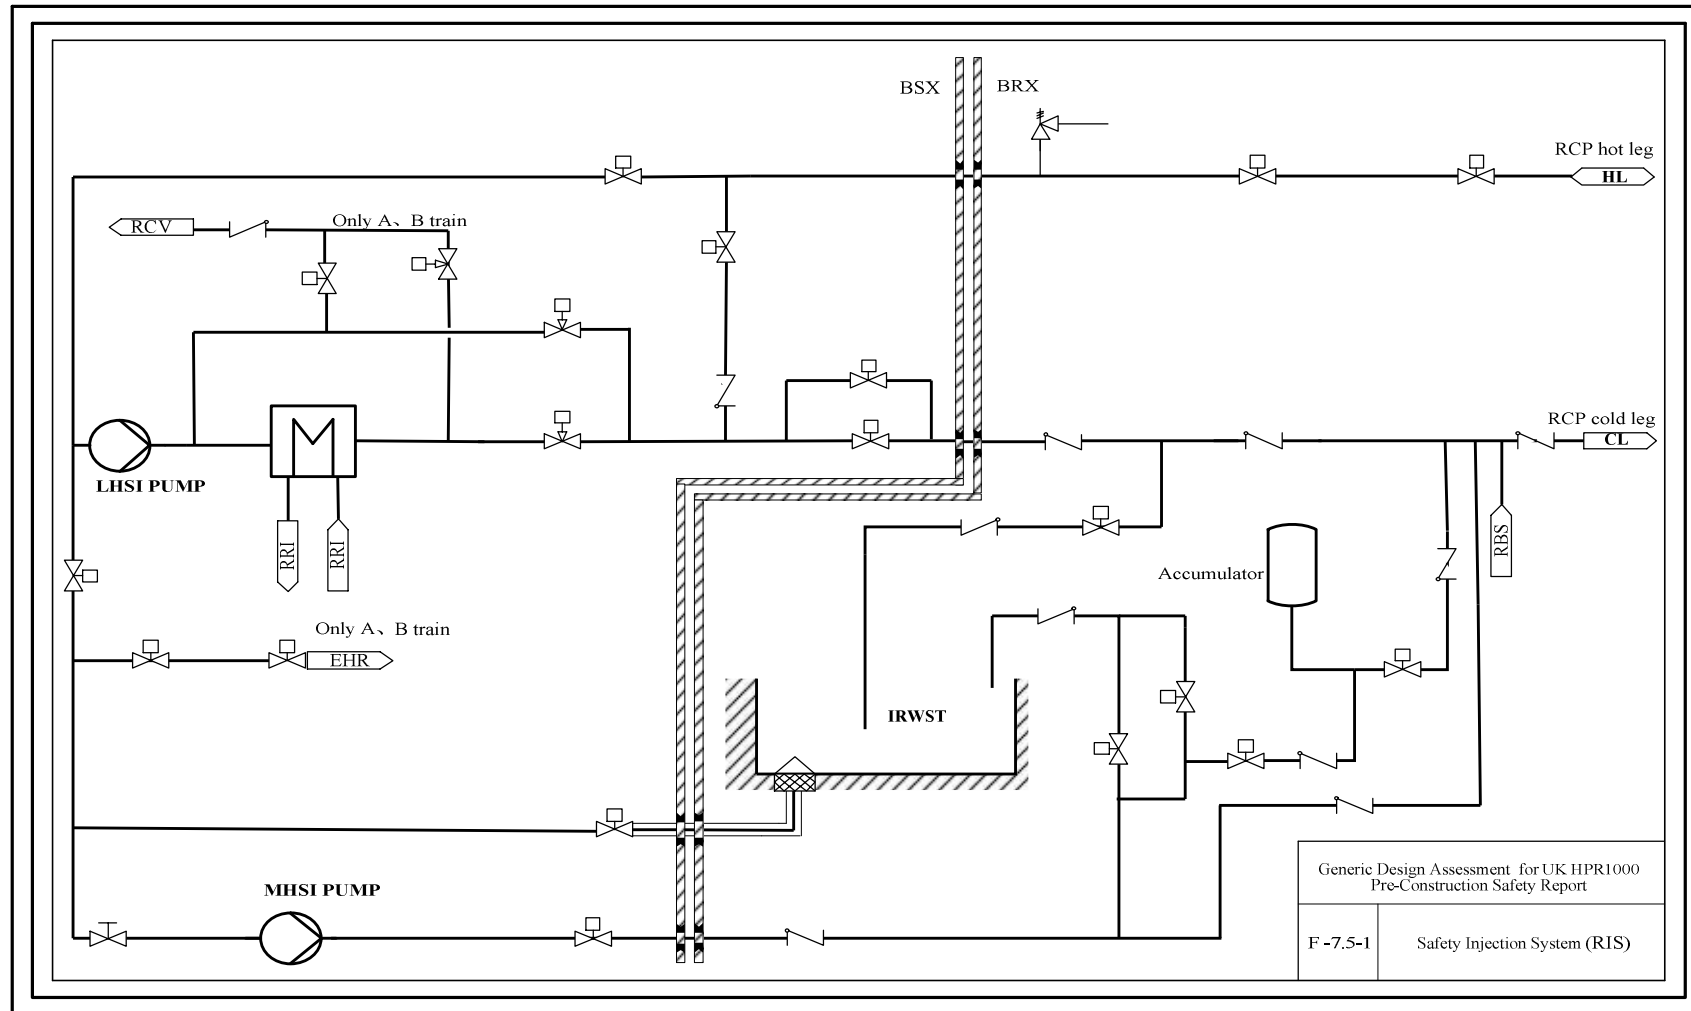 BSX
BRX
RCP hot leg
HL
RCV
Only A、B train
RCP cold leg
CL
LHSI PUMP
RRI
RRI
RBS
Accumulator
Only A、B train
EHR
IRWST
MHSI PUMP
Generic Design Assessment for UK HPR1000
Pre-Construction Safety Report
F -7.5-1
Safety Injection System (RIS)